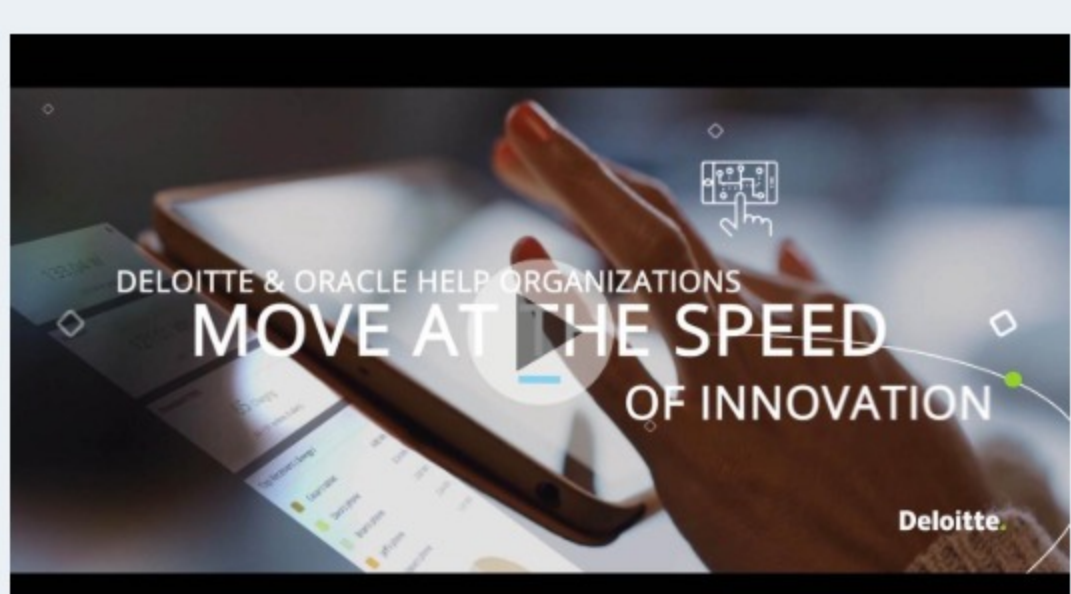 DELOITTE & ORACLE HELP ORGANIZATIONS
MOVE AT THE SPEED
OF INNOVATION
Deloitte.